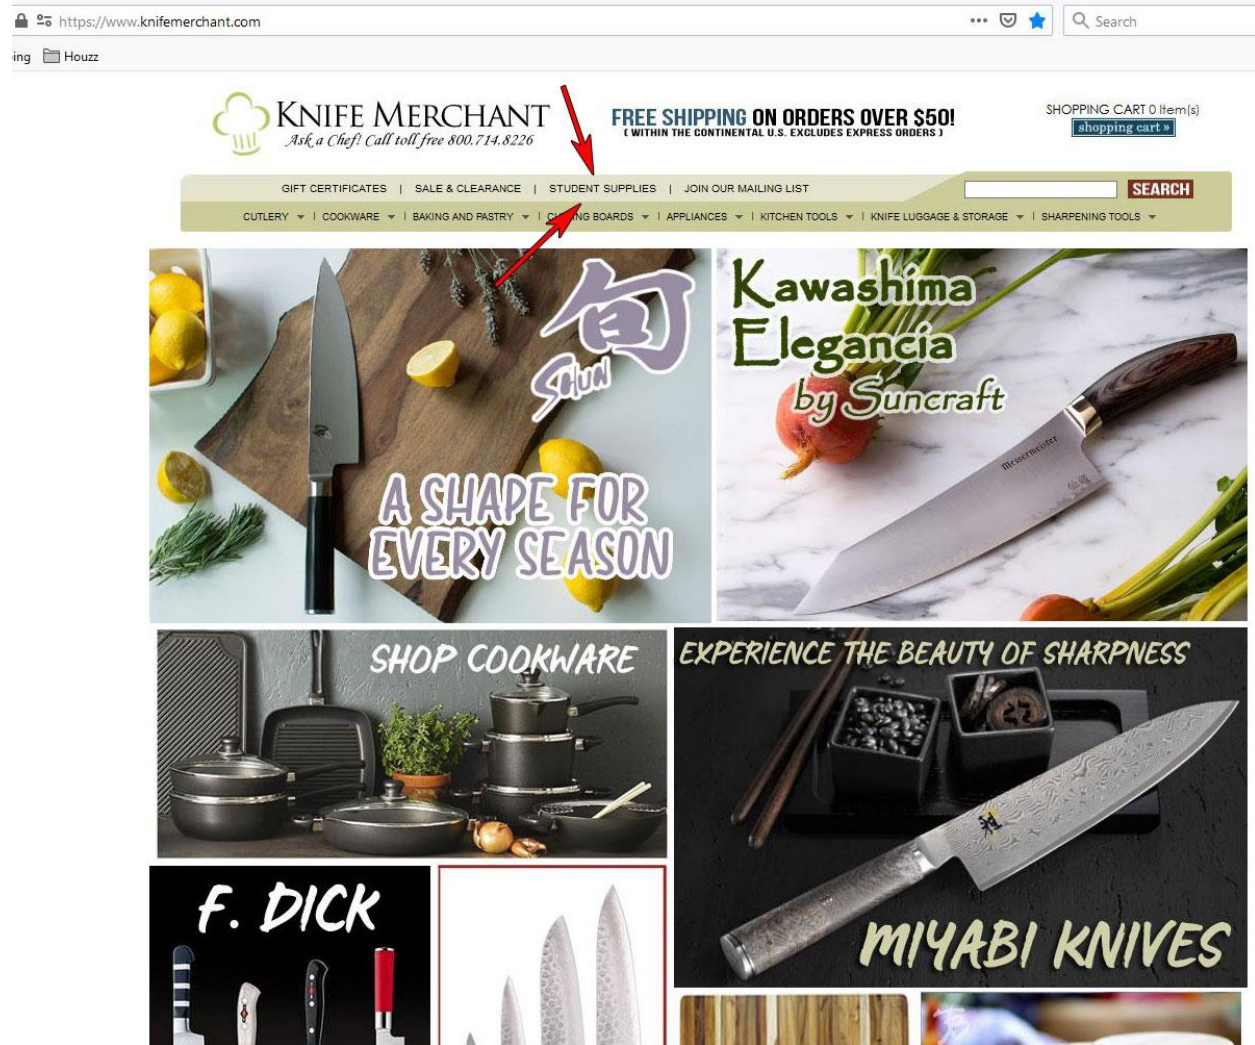 https://www.knifemerchant.com
Search
ing Houzz
KNIFE MERCHANT
Ask a Chef! Call toll free 800.714.8226
FREE SHIPPING ON ORDERS OVER $50!
( WITHIN THE CONTINENTAL U.S. EXCLUDES EXPRESS ORDERS )
SHOPPING CART 0 Item(s)
shopping cart »
GIFT CERTIFICATES | SALE & CLEARANCE | STUDENT SUPPLIES | JOIN OUR MAILING LIST
SEARCH
CUTLERY | COOKWARE | BAKING AND PASTRY | BOARDS | APPLIANCES | KITCHEN TOOLS | KNIFE LUGGAGE & STORAGE | SHARPENING TOOLS
旬
SHUN
A SHAPE FOR
EVERY SEASON
Kawashima
Elegancia
by Suncraft
Messermeister
SHOP COOKWARE
EXPERIENCE THE BEAUTY OF SHARPNESS
MIYABI KNIVES
F. DICK